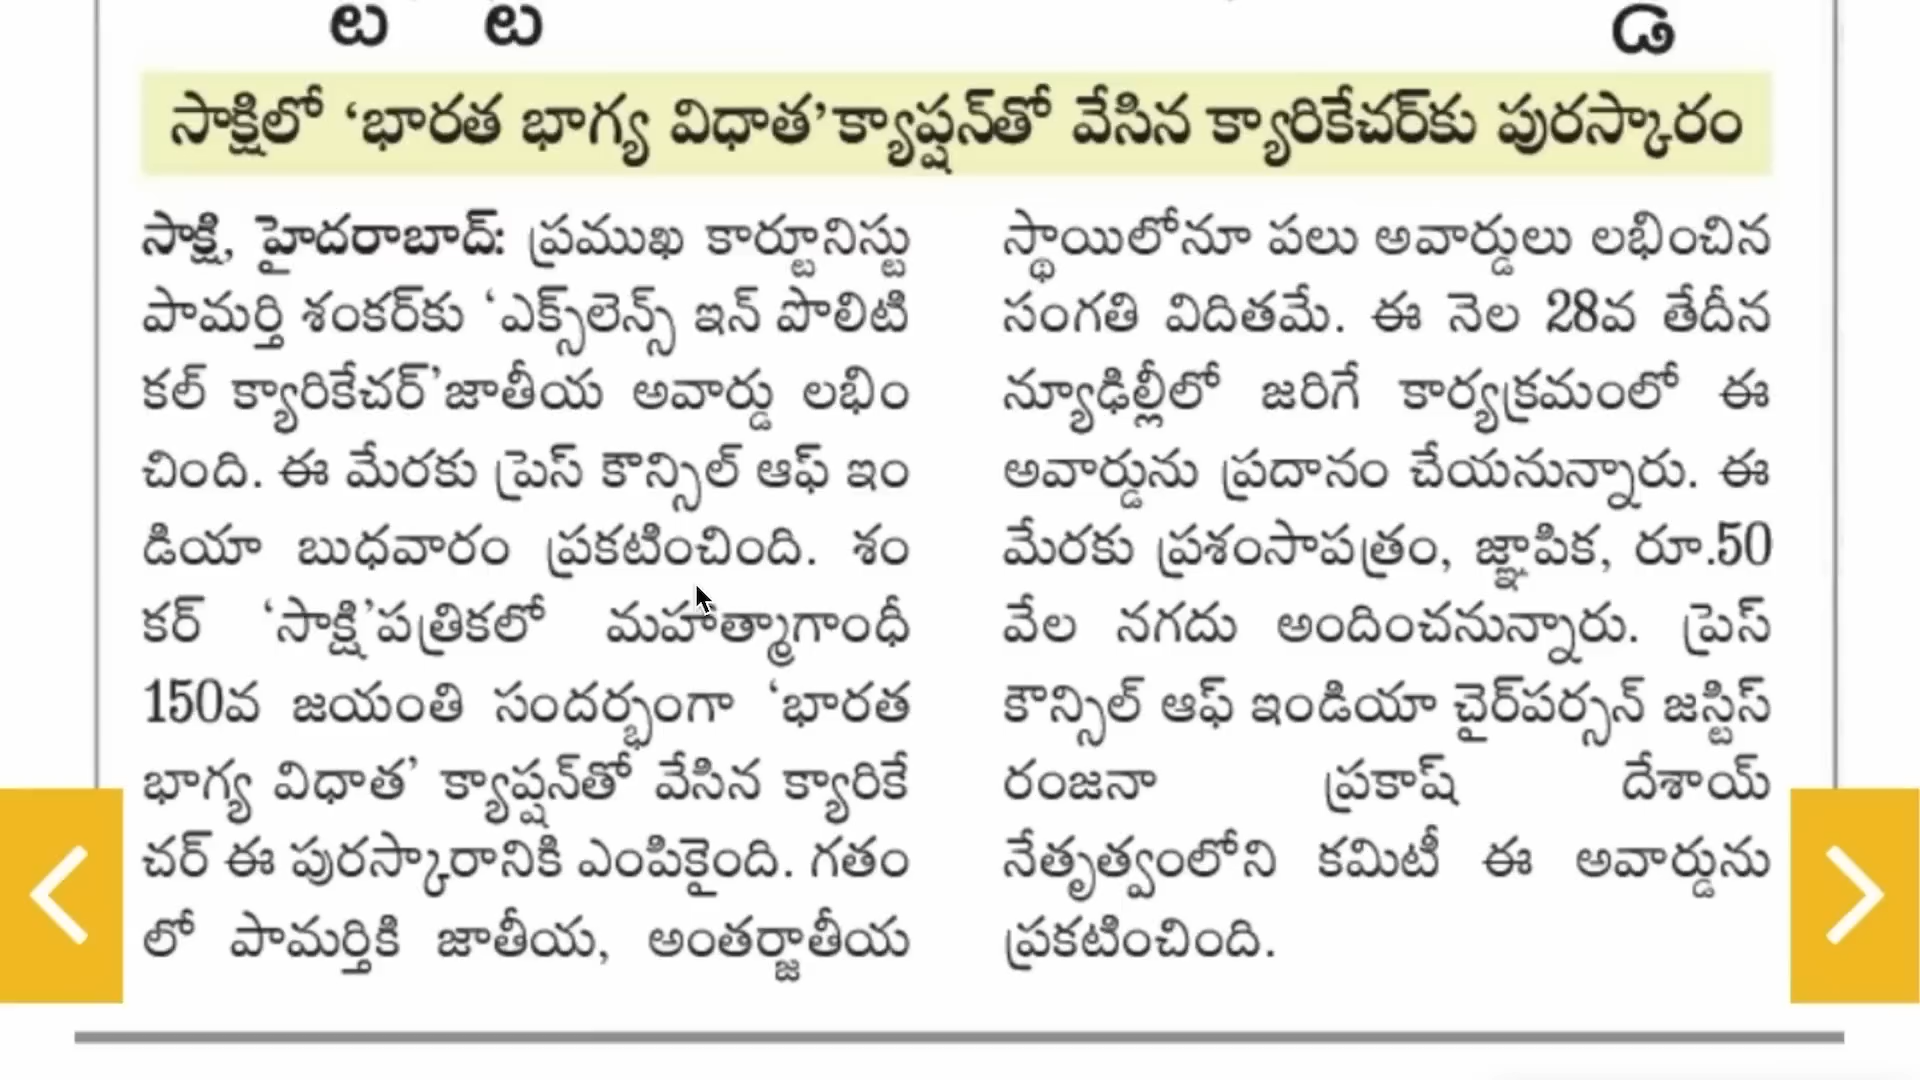 సాక్షిలో ‘భారత భాగ్య విధాత’క్యాప్షన్‌తో వేసిన క్యారికేచర్‌కు పురస్కారం
సాక్షి, హైదరాబాద్: ప్రముఖ కార్టూనిస్టు
పామర్తి శంకర్‌కు ‘ఎక్స్‌లెన్స్ ఇన్ పొలిటి
కల్ క్యారికేచర్’జాతీయ అవార్డు లభిం
చింది. ఈ మేరకు ప్రెస్ కౌన్సిల్ ఆఫ్ ఇం
డియా బుధవారం ప్రకటించింది. శం
కర్ ‘సాక్షి’పత్రికలో మహాత్మాగాంధీ
150వ జయంతి సందర్భంగా ‘భారత
భాగ్య విధాత’ క్యాప్షన్‌తో వేసిన క్యారికే
చర్ ఈ పురస్కారానికి ఎంపికైంది. గతం
లో పామర్తికి జాతీయ, అంతర్జాతీయ
స్థాయిలోనూ పలు అవార్డులు లభించిన
సంగతి విదితమే. ఈ నెల 28వ తేదీన
న్యూఢిల్లీలో జరిగే కార్యక్రమంలో ఈ
అవార్డును ప్రదానం చేయనున్నారు. ఈ
మేరకు ప్రశంసాపత్రం, జ్ఞాపిక, రూ.50
వేల నగదు అందించనున్నారు. ప్రెస్
కౌన్సిల్ ఆఫ్ ఇండియా చైర్‌పర్సన్ జస్టిస్
రంజనా ప్రకాష్ దేశాయ్
నేతృత్వంలోని కమిటీ ఈ అవార్డును
ప్రకటించింది.